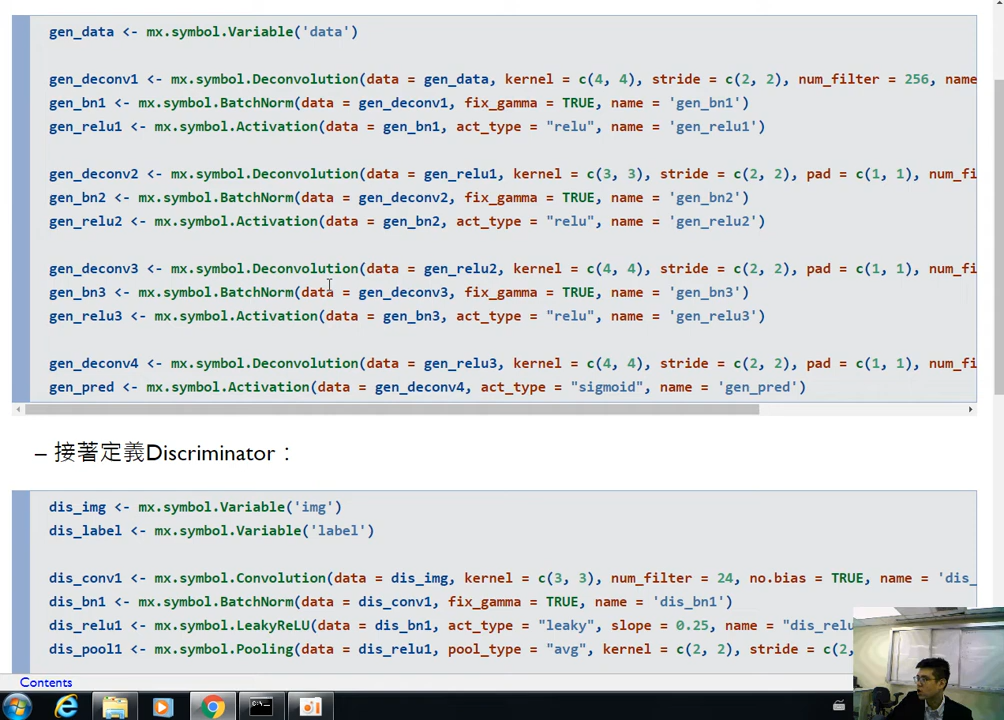 gen_data <- mx.symbol.Variable('data')
gen_deconv1 <- mx.symbol.Deconvolution(data = gen_data, kernel = c(4, 4), stride = c(2, 2), num_filter = 256, name
gen_bn1 <- mx.symbol.BatchNorm(data = gen_deconv1, fix_gamma = TRUE, name = 'gen_bn1')
gen_relu1 <- mx.symbol.Activation(data = gen_bn1, act_type = "relu", name = 'gen_relu1')
gen_deconv2 <- mx.symbol.Deconvolution(data = gen_relu1, kernel = c(3, 3), stride = c(2, 2), pad = c(1, 1), num_fi
gen_bn2 <- mx.symbol.BatchNorm(data = gen_deconv2, fix_gamma = TRUE, name = 'gen_bn2')
gen_relu2 <- mx.symbol.Activation(data = gen_bn2, act_type = "relu", name = 'gen_relu2')
gen_deconv3 <- mx.symbol.Deconvolution(data = gen_relu2, kernel = c(4, 4), stride = c(2, 2), pad = c(1, 1), num_fi
gen_bn3 <- mx.symbol.BatchNorm(data = gen_deconv3, fix_gamma = TRUE, name = 'gen_bn3')
gen_relu3 <- mx.symbol.Activation(data = gen_bn3, act_type = "relu", name = 'gen_relu3')
gen_deconv4 <- mx.symbol.Deconvolution(data = gen_relu3, kernel = c(4, 4), stride = c(2, 2), pad = c(1, 1), num_fi
gen_pred <- mx.symbol.Activation(data = gen_deconv4, act_type = "sigmoid", name = 'gen_pred')
– 接著定義Discriminator：
dis_img <- mx.symbol.Variable('img')
dis_label <- mx.symbol.Variable('label')
dis_conv1 <- mx.symbol.Convolution(data = dis_img, kernel = c(3, 3), num_filter = 24, no.bias = TRUE, name = 'dis_
dis_bn1 <- mx.symbol.BatchNorm(data = dis_conv1, fix_gamma = TRUE, name = 'dis_bn1')
dis_relu1 <- mx.symbol.LeakyReLU(data = dis_bn1, act_type = "leaky", slope = 0.25, name = "dis_relu
dis_pool1 <- mx.symbol.Pooling(data = dis_relu1, pool_type = "avg", kernel = c(2, 2), stride = c(2,
Contents